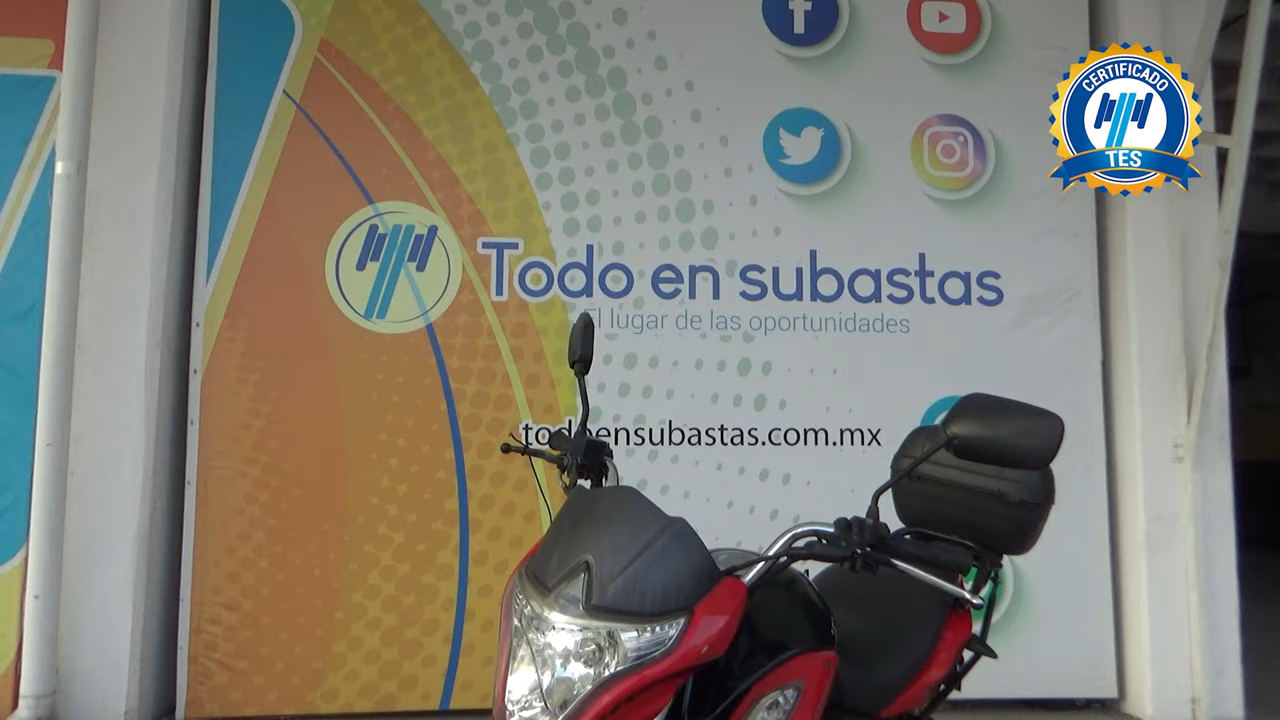 CERTIFICADO
TES
Todo en subastas
El lugar de las oportunidades
todoensubastas.com.mx